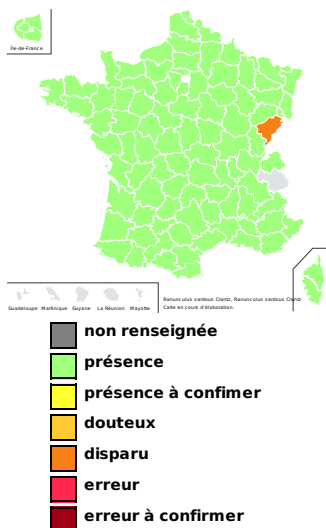 Île-de-France
Guadeloupe Martinique Guyane La Réunion Mayotte
Ranunculus sardous Crantz, Ranunculus sardous Crantz
Carte en cours d'élaboration.
non renseignée
présence
présence à confimer
douteux
disparu
erreur
erreur à confirmer